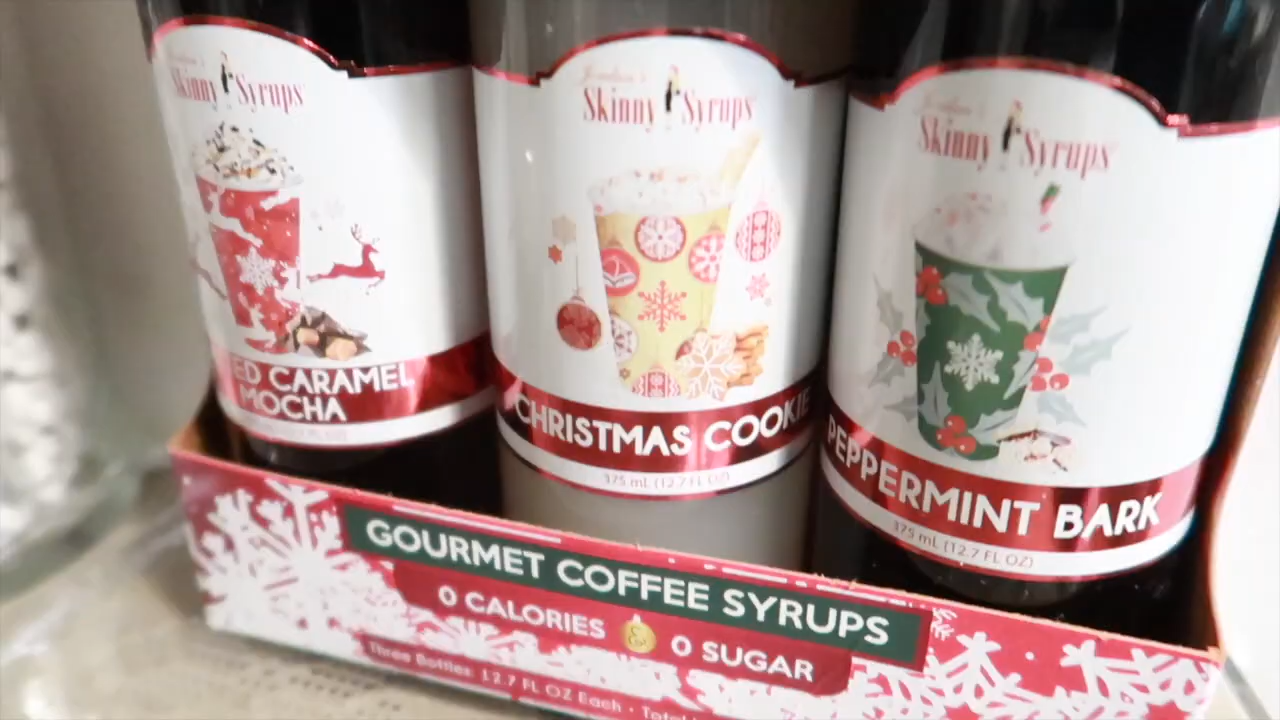 Skinny Syrups
ED CARAMEL
MOCHA
Jordan's
Skinny Syrups
CHRISTMAS COOKIE
375 mL (12.7 FL OZ)
Skinny Syrups
PEPPERMINT BARK
375 mL (12.7 FL OZ)
GOURMET COFFEE SYRUPS
0 CALORIES & 0 SUGAR
Three Bottles: 12.7 FL OZ Each • Total